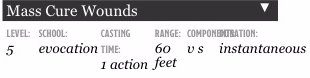 Mass Cure Wounds ▼
LEVEL: SCHOOL: CASTING TIME: RANGE: COMPONENTS: DURATION:
5 evocation 1 action 60 feet v s instantaneous